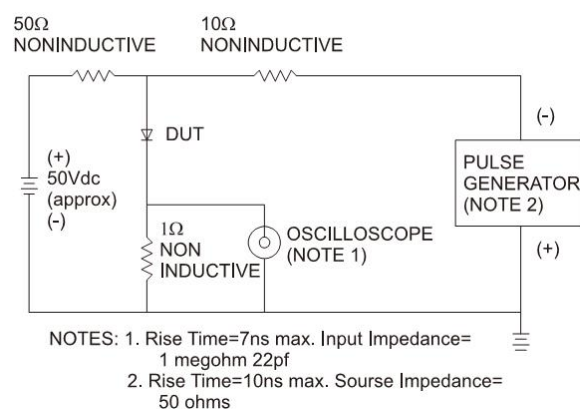 50Ω
NONINDUCTIVE
10Ω
NONINDUCTIVE
(-)
DUT
(+)
50Vdc
(approx)
(-)
PULSE
GENERATOR
(NOTE 2)
1Ω
NON
INDUCTIVE
OSCILLOSCOPE
(NOTE 1)
(+)
NOTES: 1. Rise Time=7ns max. Input Impedance=
1 megohm 22pf
2. Rise Time=10ns max. Sourse Impedance=
50 ohms